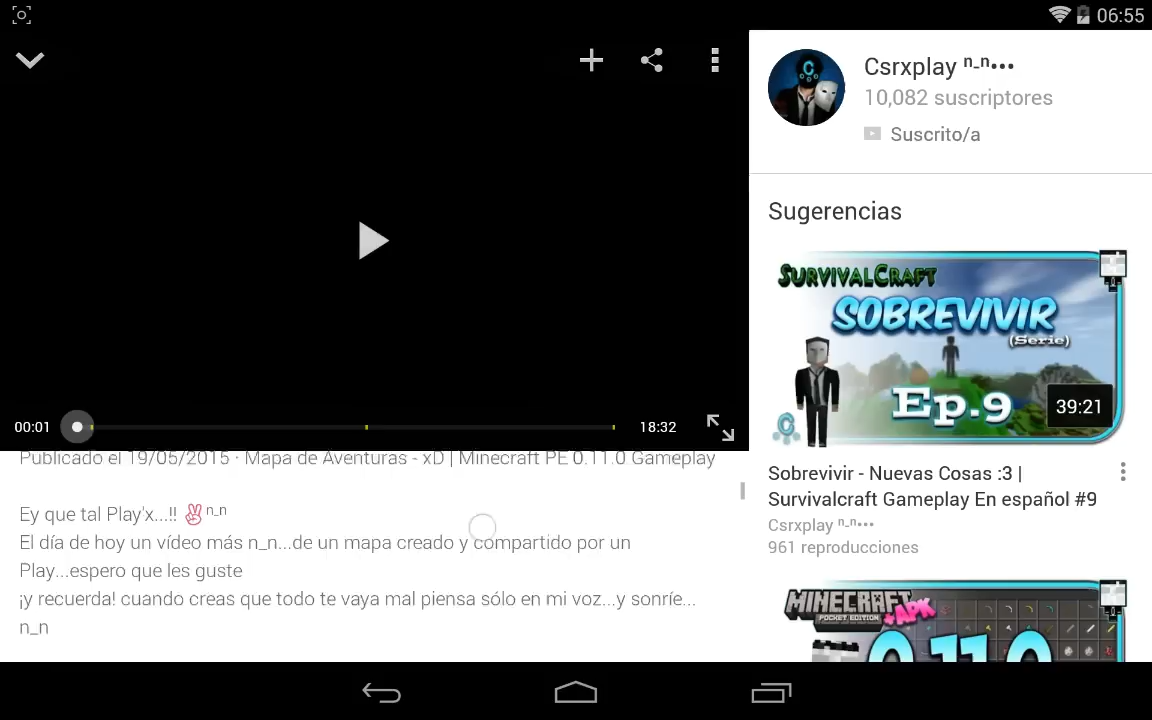 06:55
Csrxplay ⁿ-ⁿ•••
10,082 suscriptores
Suscrito/a
00:01
18:32
Publicado el 19/05/2015 · Mapa de Aventuras - xD | Minecraft PE 0.11.0 Gameplay
Ey que tal Play'x...!! ✌ⁿ-ⁿ
El día de hoy un vídeo más n_n...de un mapa creado y compartido por un
Play...espero que les guste
¡y recuerda! cuando creas que todo te vaya mal piensa sólo en mi voz...y sonríe...
n_n
Sugerencias
SURVIVALCRAFT
SOBREVIVIR
(Serie)
Ep.9
39:21
Sobrevivir - Nuevas Cosas :3 |
Survivalcraft Gameplay En español #9
Csrxplay ⁿ-ⁿ•••
961 reproducciones
MINECRAFT
POCKET EDITION
+APK
0.11.0